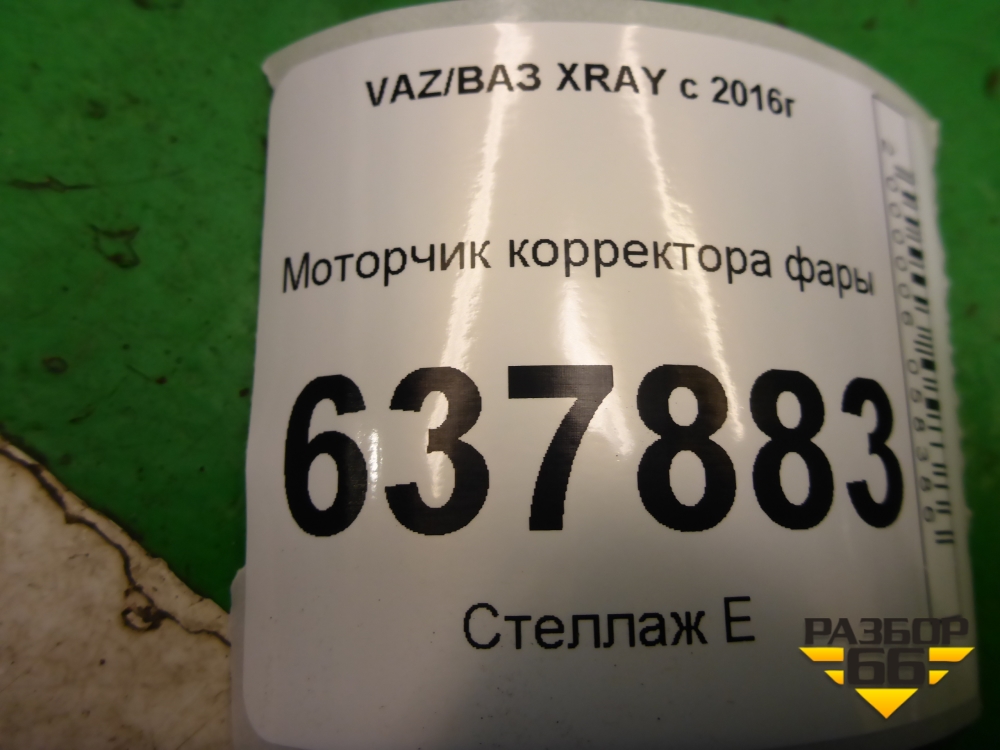 VAZ/ВАЗ XRAY с 2016г
Моторчик корректора фары
637883
Стеллаж Е
РАЗБОР
66